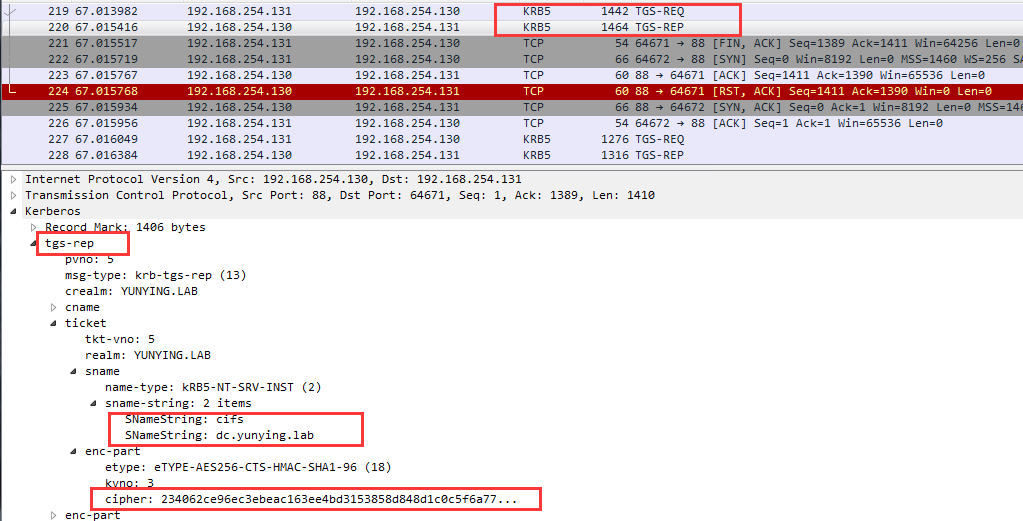 219 67.013982 192.168.254.131 192.168.254.130 KRB5 1442 TGS-REQ
220 67.015416 192.168.254.130 192.168.254.131 KRB5 1464 TGS-REP
221 67.015517 192.168.254.131 192.168.254.130 TCP 54 64671 → 88 [FIN, ACK] Seq=1389 Ack=1411 Win=64256 Len=0
222 67.015719 192.168.254.131 192.168.254.130 TCP 66 64672 → 88 [SYN] Seq=0 Win=8192 Len=0 MSS=1460 WS=256 SA
223 67.015767 192.168.254.130 192.168.254.131 TCP 60 88 → 64671 [ACK] Seq=1411 Ack=1390 Win=65536 Len=0
224 67.015768 192.168.254.130 192.168.254.131 TCP 60 88 → 64671 [RST, ACK] Seq=1411 Ack=1390 Win=0 Len=0
225 67.015934 192.168.254.130 192.168.254.131 TCP 66 88 → 64672 [SYN, ACK] Seq=0 Ack=1 Win=8192 Len=0 MSS=146
226 67.015956 192.168.254.131 192.168.254.130 TCP 54 64672 → 88 [ACK] Seq=1 Ack=1 Win=65536 Len=0
227 67.016049 192.168.254.131 192.168.254.130 KRB5 1276 TGS-REQ
228 67.016384 192.168.254.130 192.168.254.131 KRB5 1316 TGS-REP
Internet Protocol Version 4, Src: 192.168.254.130, Dst: 192.168.254.131
Transmission Control Protocol, Src Port: 88, Dst Port: 64671, Seq: 1, Ack: 1389, Len: 1410
Kerberos
Record Mark: 1406 bytes
tgs-rep
pvno: 5
msg-type: krb-tgs-rep (13)
crealm: YUNYING.LAB
cname
ticket
tkt-vno: 5
realm: YUNYING.LAB
sname
name-type: kRB5-NT-SRV-INST (2)
sname-string: 2 items
SNameString: cifs
SNameString: dc.yunying.lab
enc-part
etype: eTYPE-AES256-CTS-HMAC-SHA1-96 (18)
kvno: 3
cipher: 234062ce96ec3ebeac163ee4bd3153858d848d1c0c5f6a77...
enc-part